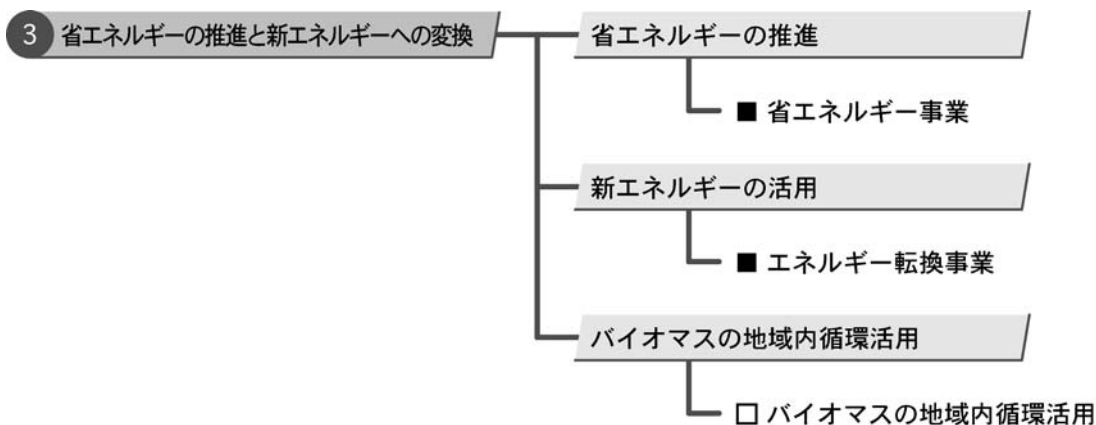 3 省エネルギーの推進と新エネルギーへの変換
省エネルギーの推進
■ 省エネルギー事業
新エネルギーの活用
■ エネルギー転換事業
バイオマスの地域内循環活用
□ バイオマスの地域内循環活用